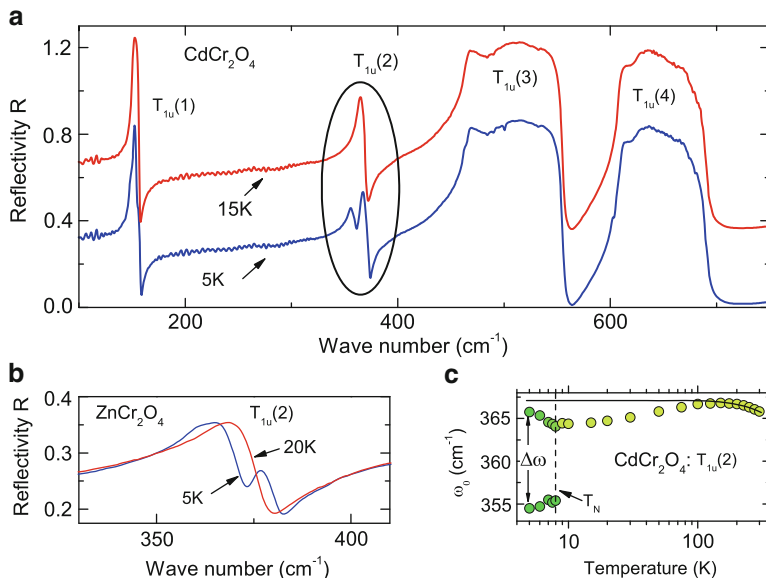 a
CdCr₂O₄
T₁ᵤ(1)
T₁ᵤ(2)
T₁ᵤ(3)
T₁ᵤ(4)
15K
5K
Reflectivity R
1.2
0.8
0.4
0.0
200 400 600
Wave number (cm⁻¹)
b
ZnCr₂O₄ T₁ᵤ(2)
20K
5K
Reflectivity R
0.4
0.3
0.2
350 400
Wave number (cm⁻¹)
c
365
360
355
ω₀ (cm⁻¹)
Δω
CdCr₂O₄: T₁ᵤ(2)
T_N
10 100
Temperature (K)